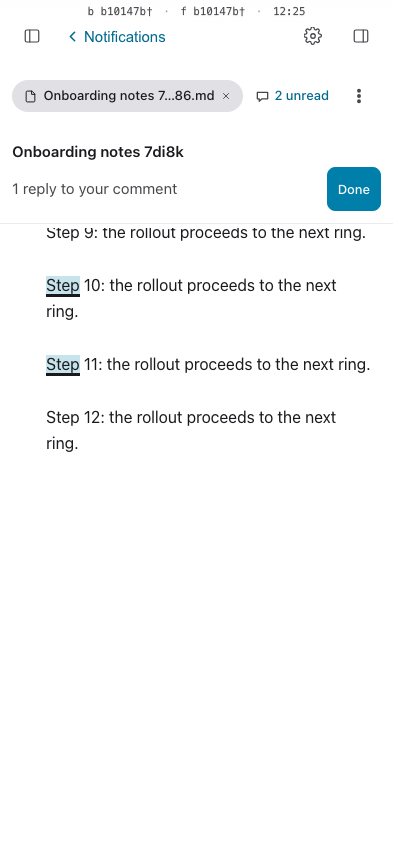 b b10147b† · f b10147b† · 12:25
Notifications
Onboarding notes 7...86.md ×
2 unread
Onboarding notes 7di8k
1 reply to your comment
Done
Step 9: the rollout proceeds to the next ring.
Step 10: the rollout proceeds to the next
ring.
Step 11: the rollout proceeds to the next ring.
Step 12: the rollout proceeds to the next
ring.